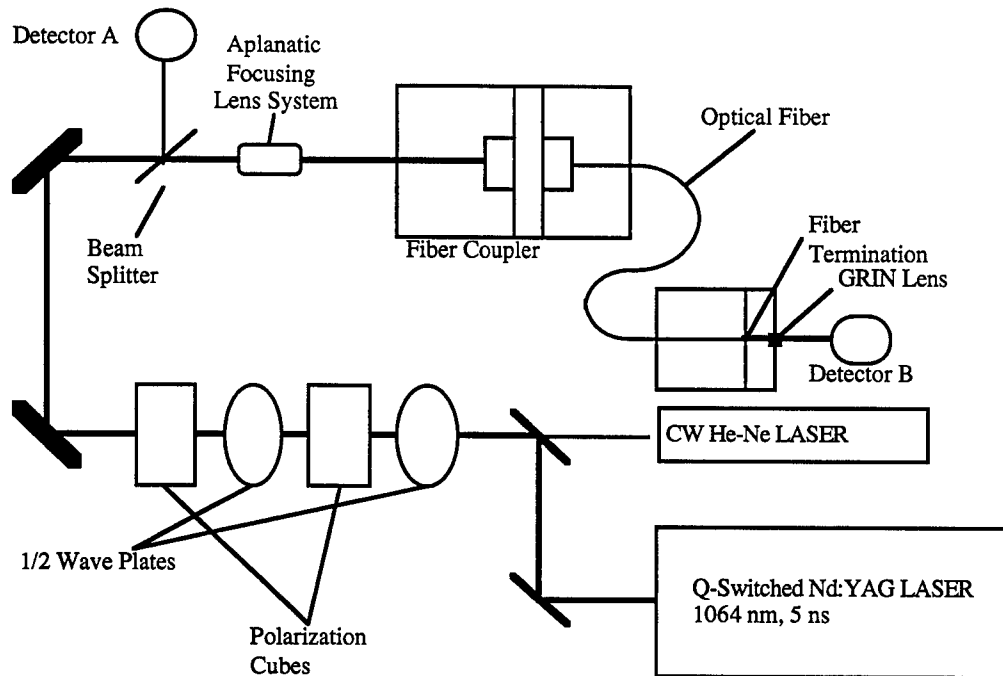 Detector A
Aplanatic
Focusing
Lens System
Optical Fiber
Beam
Splitter
Fiber Coupler
Fiber
Termination
GRIN Lens
Detector B
CW He-Ne LASER
1/2 Wave Plates
Polarization
Cubes
Q-Switched Nd:YAG LASER
1064 nm, 5 ns